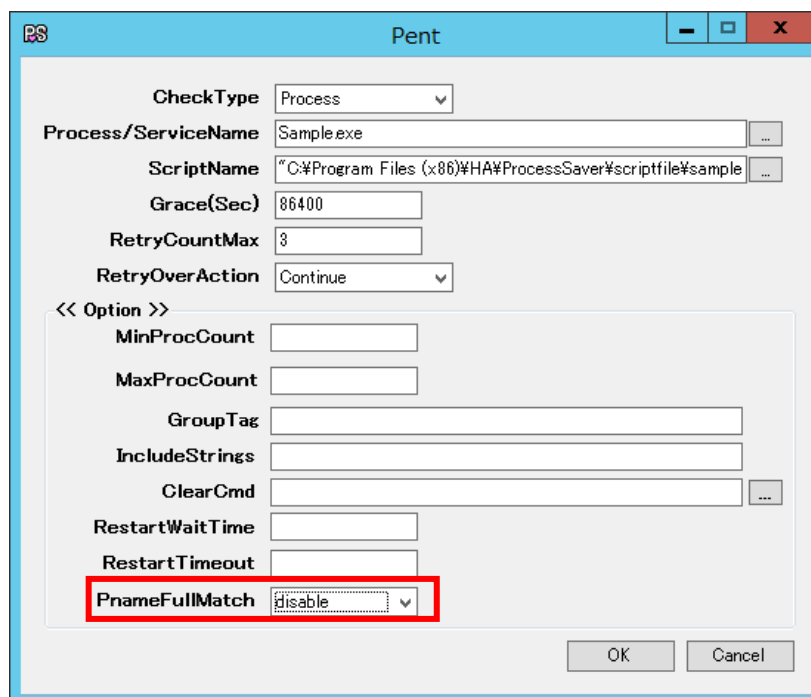 PS Pent
CheckType Process
Process/ServiceName Sample.exe ...
ScriptName "C:¥Program Files (x86)¥HA¥ProcessSaver¥scriptfile¥sample ...
Grace(Sec) 86400
RetryCountMax 3
RetryOverAction Continue
<< Option >>
MinProcCount
MaxProcCount
GroupTag
IncludeStrings
ClearCmd ...
RestartWaitTime
RestartTimeout
PnameFullMatch disable
OK Cancel